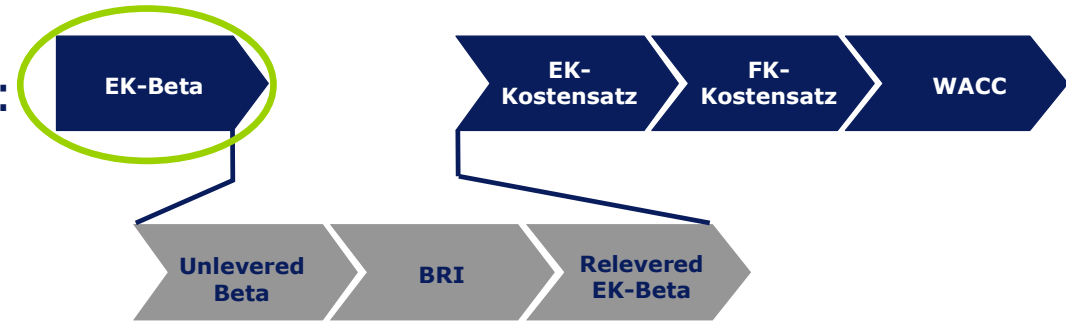 :
EK-Beta
EK-
Kostensatz
FK-
Kostensatz
WACC
Unlevered
Beta
BRI
Relevered
EK-Beta